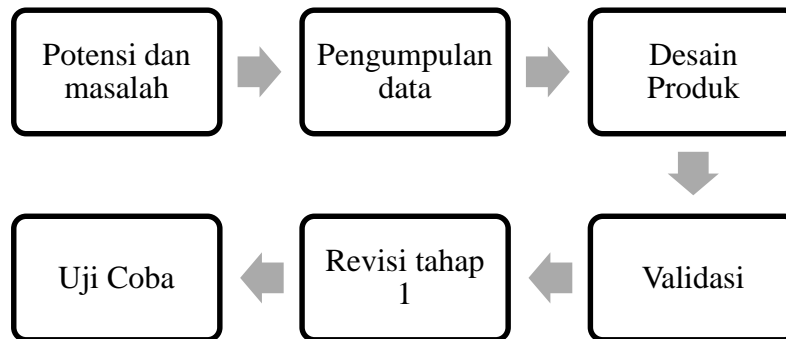 Potensi dan
masalah
Pengumpulan
data
Desain
Produk
Validasi
Revisi tahap
1
Uji Coba